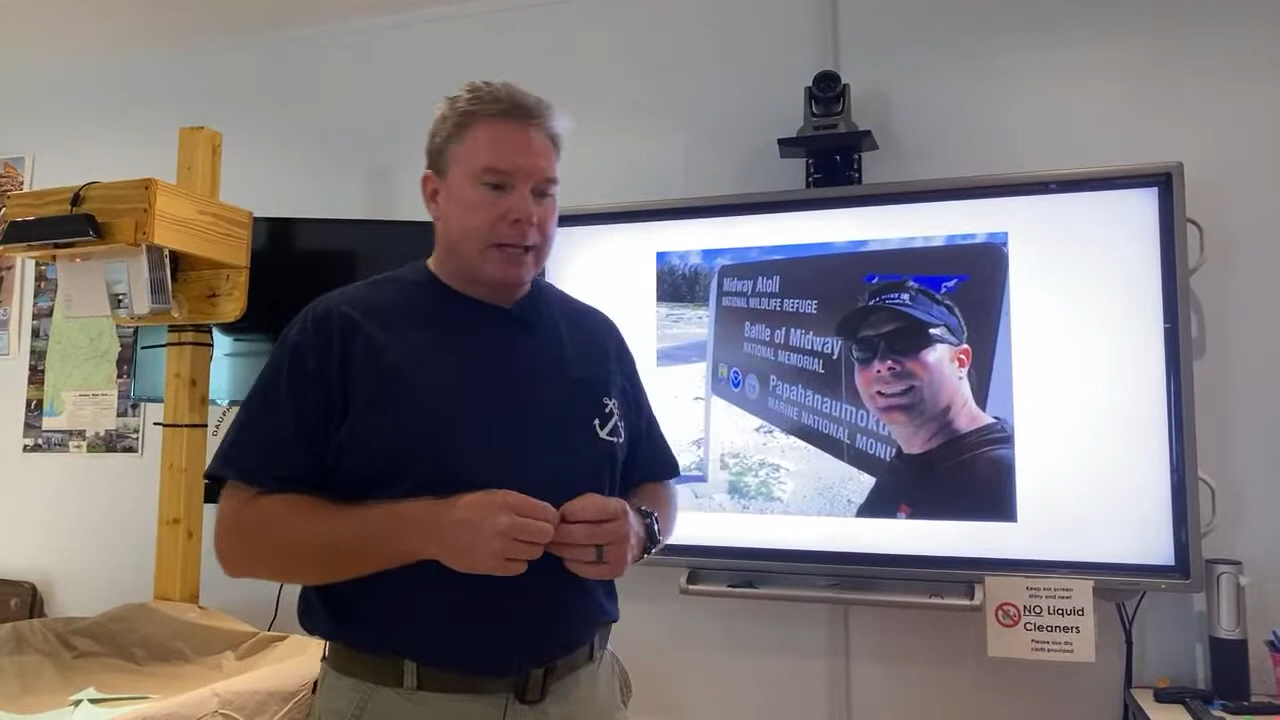 Midway Atoll
NATIONAL WILDLIFE REFUGE
Battle of Midway
NATIONAL MEMORIAL
MARINE NATIONAL
DAUPH
Keep our screen
shiny and new!
NO Liquid
Cleaners
Please use dry
cloth provided